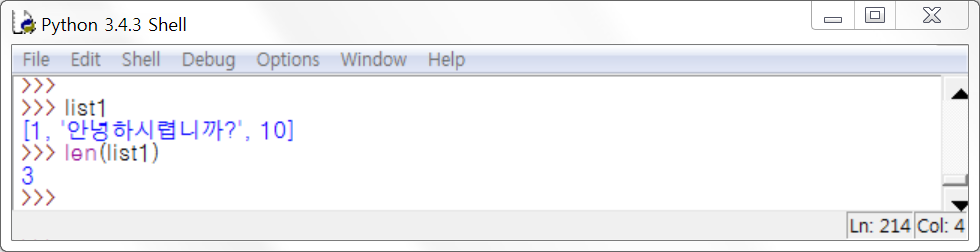 Python 3.4.3 Shell
File Edit Shell Debug Options Window Help
>>>
>>> list1
[1, '안녕하시렵니까?', 10]
>>> len(list1)
3
>>>
Ln: 214 Col: 4